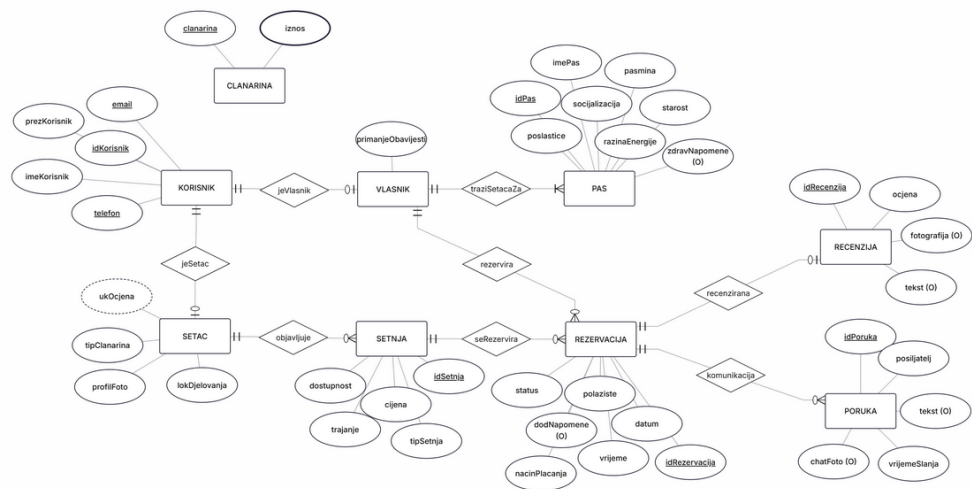 clanarina
iznos
CLANARINA
imePas
pasmina
idPas
socijalizacija
starost
poslastice
razinaEnergije
zdravNapomene
(O)
email
prezKorisnik
idKorisnik
imeKorisnik
telefon
primanjeObavijesti
KORISNIK
jeVlasnik
VLASNIK
traziSetacaZa
PAS
idRecenzija
ocjena
fotografija (O)
RECENZIJA
tekst (O)
jeSetac
rezervira
recenzirana
ukOcjena
SETAC
objavljuje
SETNJA
seRezervira
REZERVACIJA
tipClanarina
profilFoto
lokDjelovanja
dostupnost
idSetnja
cijena
trajanje
tipSetnja
status
polaziste
dodNapomene
(O)
datum
vrijeme
nacinPlacanja
idRezervacija
komunikacija
idPoruka
posiljatelj
PORUKA
tekst (O)
chatFoto (O)
vrijemeSlanja